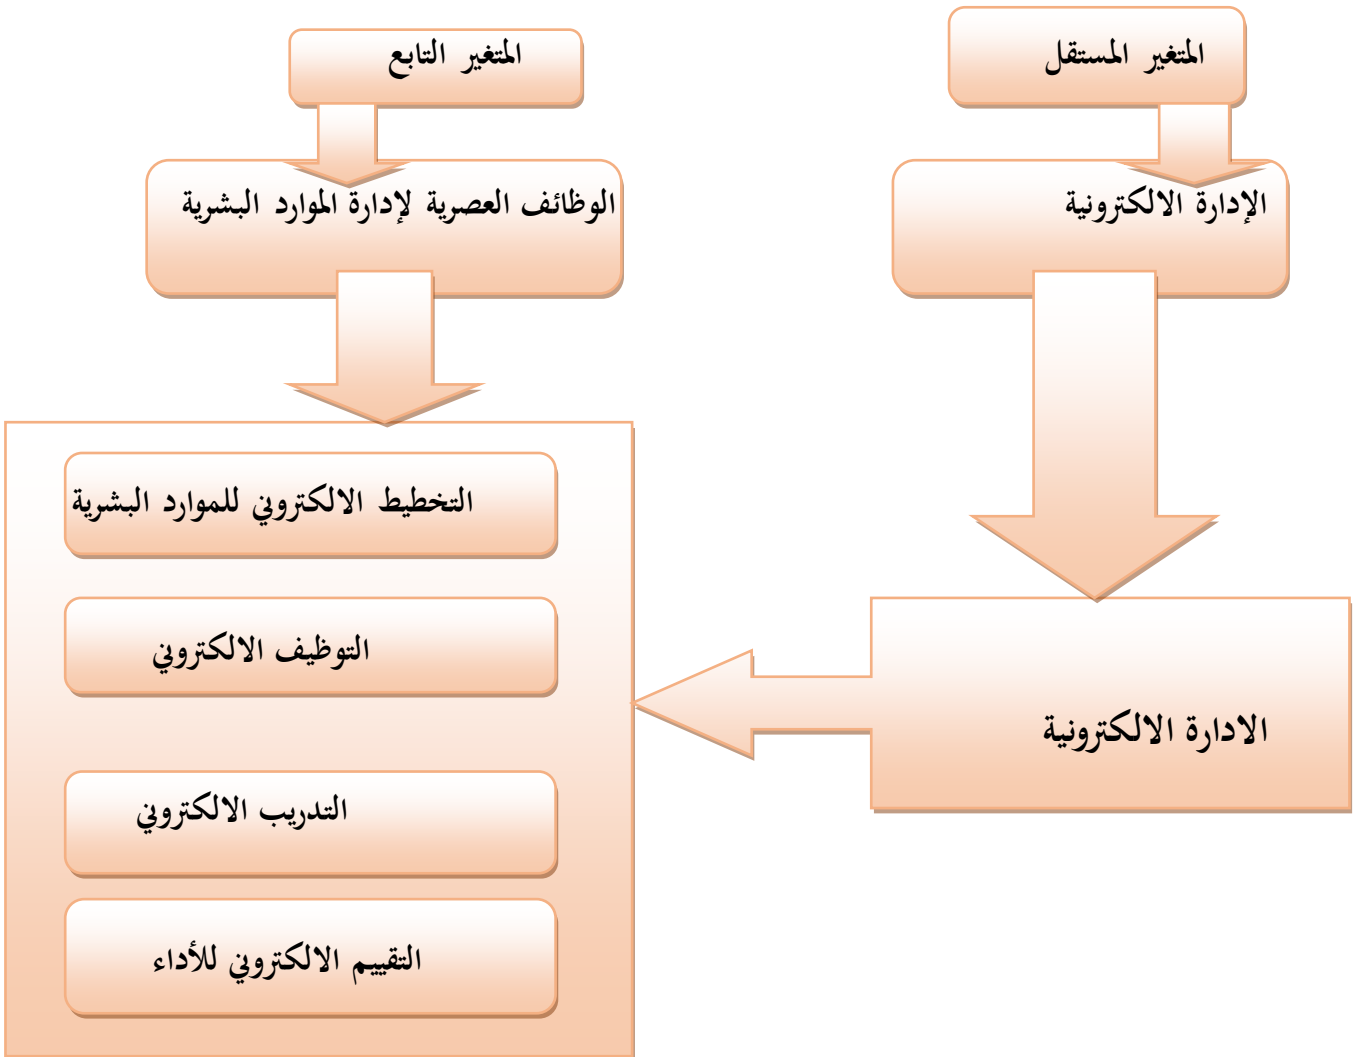 المتغير المستقل
المتغير التابع
الإدارة الالكترونية
الوظائف العصرية لإدارة الموارد البشرية
التخطيط الالكتروني للموارد البشرية
التوظيف الالكتروني
الادارة الالكترونية
التدريب الالكتروني
التقييم الالكتروني للأداء